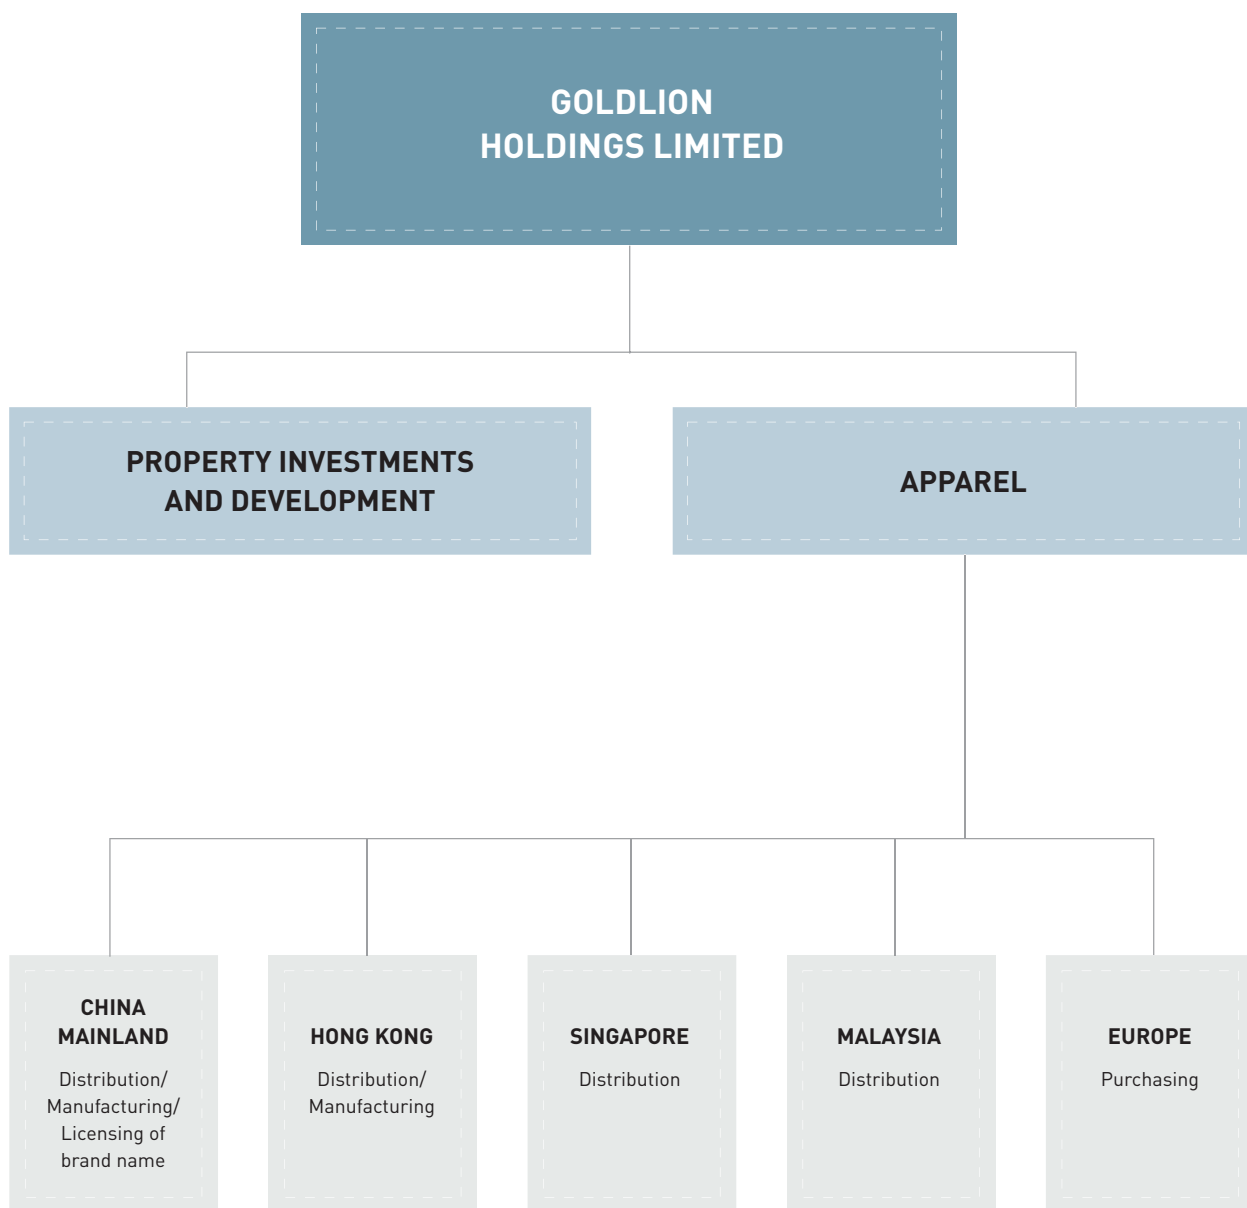 GOLDLION
HOLDINGS LIMITED
PROPERTY INVESTMENTS
AND DEVELOPMENT
APPAREL
CHINA
MAINLAND
Distribution/
Manufacturing/
Licensing of
brand name
HONG KONG
Distribution/
Manufacturing
SINGAPORE
Distribution
MALAYSIA
Distribution
EUROPE
Purchasing